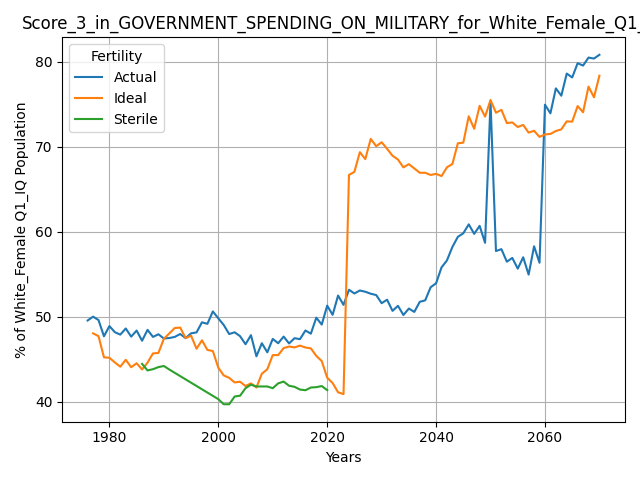 Score_3_in_GOVERNMENT_SPENDING_ON_MILITARY_for_White_Female_Q1_
Fertility
Actual
Ideal
Sterile
% of White_Female Q1_IQ Population
80
70
60
50
40
1980
2000
2020
2040
2060
Years